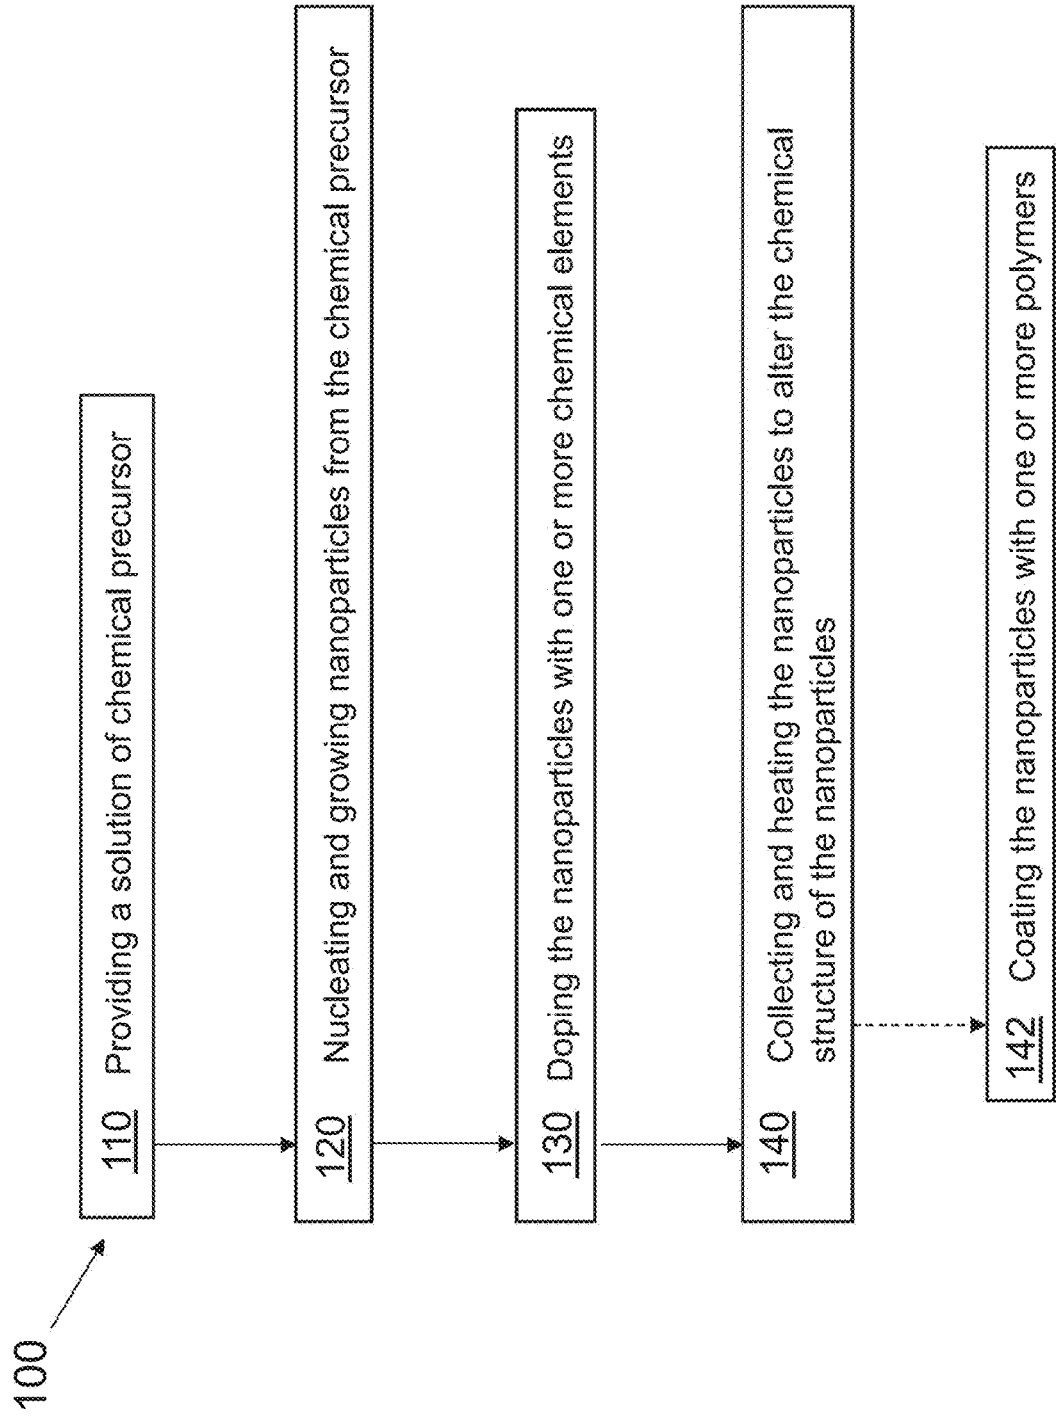 100
110 Providing a solution of chemical precursor
120 Nucleating and growing nanoparticles from the chemical precursor
130 Doping the nanoparticles with one or more chemical elements
140 Collecting and heating the nanoparticles to alter the chemical
structure of the nanoparticles
142 Coating the nanoparticles with one or more polymers